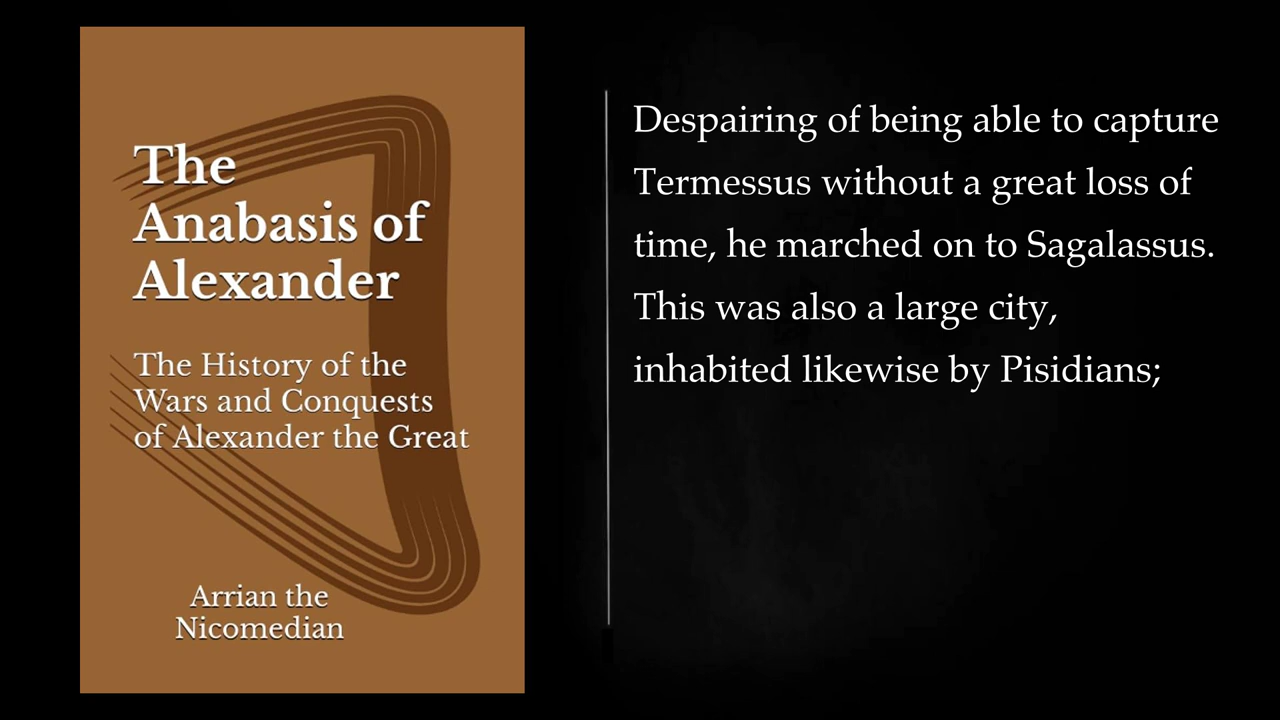 The
Anabasis of
Alexander
The History of the
Wars and Conquests
of Alexander the Great
Arrian the
Nicomedian
Despairing of being able to capture
Termessus without a great loss of
time, he marched on to Sagalassus.
This was also a large city,
inhabited likewise by Pisidians;